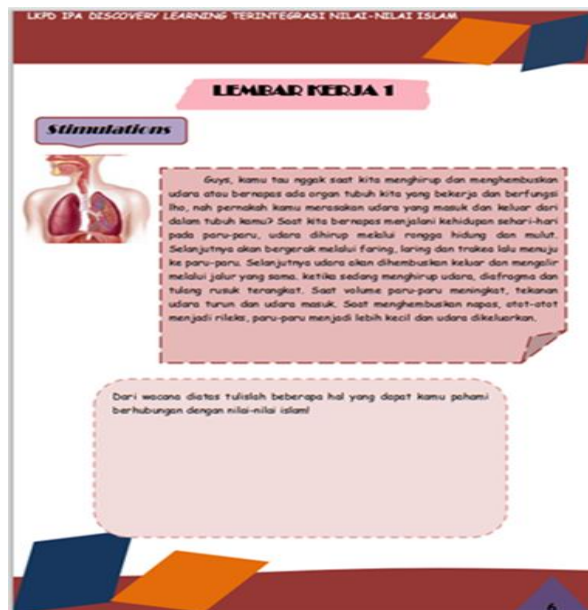 LKPD IPA DISCOVERY LEARNING TERINTEGRASI NILAI-NILAI ISLAM
LEMBAR KERJA 1
Stimulations
Guys, kamu tau nggak saat kita menghirup dan menghembuskan
udara atau bernapas ada organ tubuh kita yang bekerja dan berfungsi
lho, nah pernakah kamu merasakan udara yang masuk dan keluar dari
dalam tubuh kamu? Saat kita bernapas menjalani kehidupan sehari-hari
pada paru-paru, udara dihirup melalui rongga hidung dan mulut.
Selanjutnya akan bergerak melalui faring, laring dan trakea lalu menuju
ke paru-paru. Selanjutnya udara akan dihembuskan keluar dan mengalir
melalui jalur yang sama. ketika sedang menghirup udara, diafragma dan
tulang rusuk terangkat. Saat volume paru-paru meningkat, tekanan
udara turun dan udara masuk. Saat menghembuskan napas, otot-otot
menjadi rileks, paru-paru menjadi lebih kecil dan udara dikeluarkan.
Dari wacana diatas tulislah beberapa hal yang dapat kamu pahami
berhubungan dengan nilai-nilai islam!
6